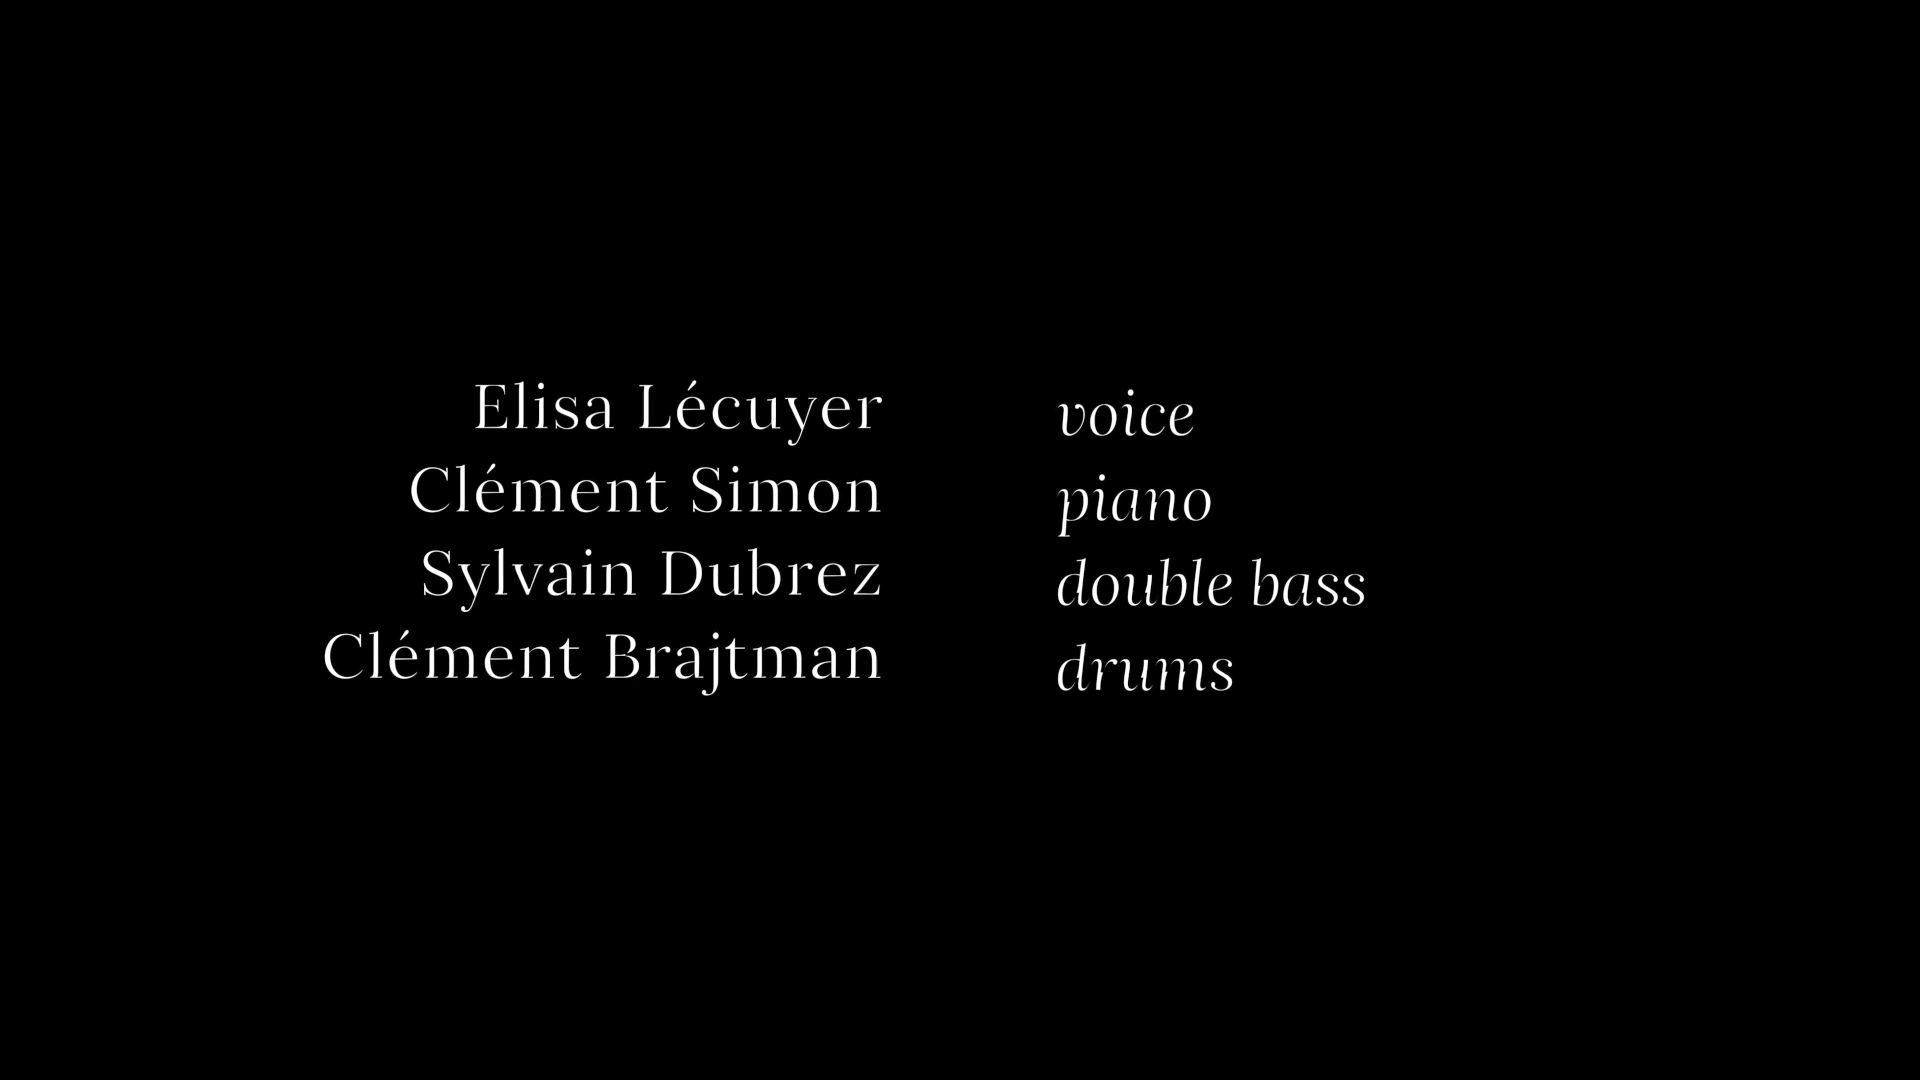 Elisa Lécuyer voice
Clément Simon piano
Sylvain Dubrez double bass
Clément Brajtman drums